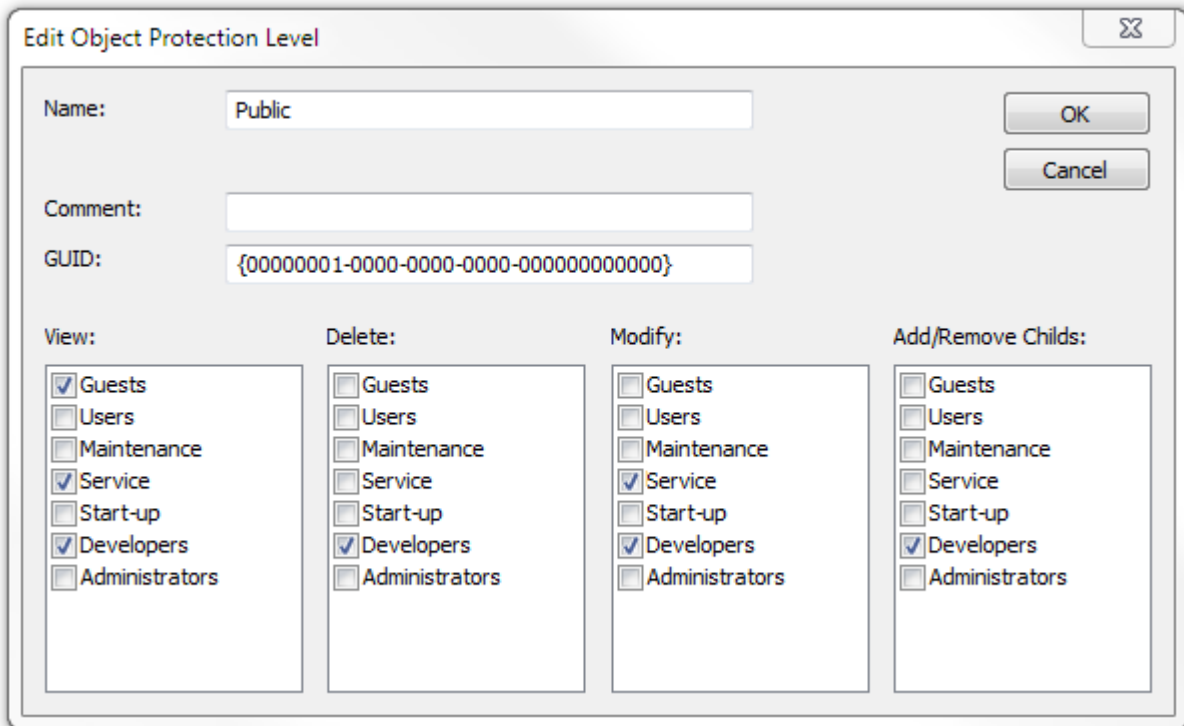 Edit Object Protection Level
Name: Public OK
Cancel
Comment:
GUID: {00000001-0000-0000-0000-000000000000}
View: Delete: Modify: Add/Remove Childs:
Guests Guests Guests Guests
Users Users Users Users
Maintenance Maintenance Maintenance Maintenance
Service Service Service Service
Start-up Start-up Start-up Start-up
Developers Developers Developers Developers
Administrators Administrators Administrators Administrators